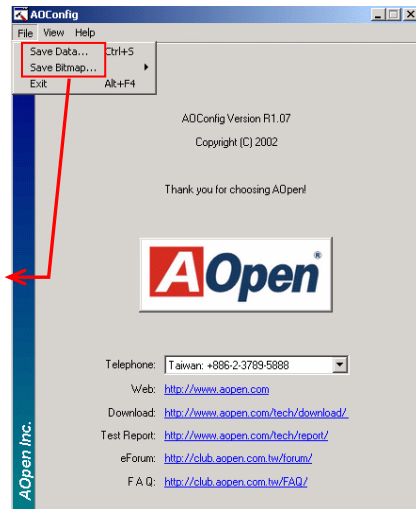 AOConfig
File View Help
Save Data... Ctrl+S
Save Bitmap...
Exit Alt+F4
AOConfig Version R1.07
Copyright (C) 2002
Thank you for choosing AOpen!
AOpen®
Telephone: Taiwan: +886-2-3789-5888
Web: http://www.aopen.com
Download: http://www.aopen.com/tech/download/
Test Report: http://www.aopen.com/tech/report/
eForum: http://club.aopen.com.tw/forum/
F A Q: http://club.aopen.com.tw/FAQ/
AOpen Inc.